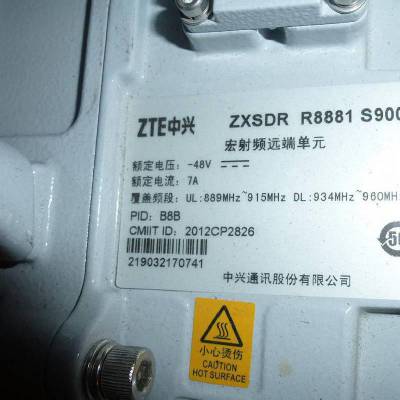 ZTE中兴 ZXSDR R8881 S900
宏射频远端单元
额定电压: -48V
额定电流: 7A
覆盖频段: UL:889MHz~915MHz DL:934MHz~960MHz
PID: B8B
CMIIT ID: 2012CP2826
219032170741
中兴通讯股份有限公司
小心烫伤
CAUTION
HOT SURFACE